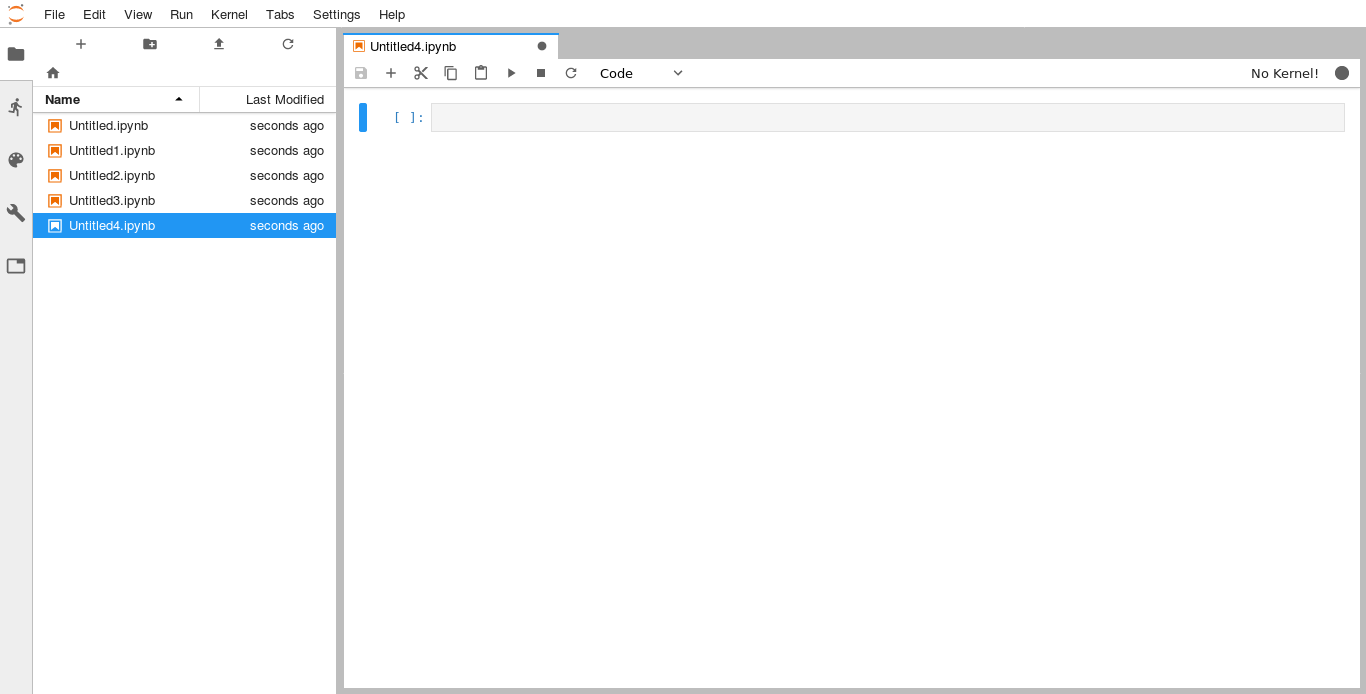 File Edit View Run Kernel Tabs Settings Help
Untitled4.ipynb
Code No Kernel!
Name Last Modified
Untitled.ipynb seconds ago
Untitled1.ipynb seconds ago
Untitled2.ipynb seconds ago
Untitled3.ipynb seconds ago
Untitled4.ipynb seconds ago
[ ]: